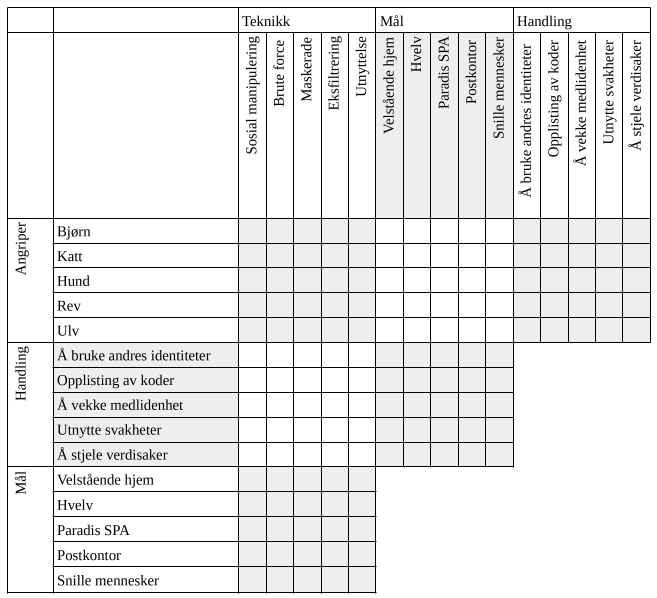 Teknikk
Mål
Handling
Sosial manipulering
Brute force
Maskerade
Eksfiltrering
Utnyttelse
Velstående hjem
Hvelv
Paradis SPA
Postkontor
Snille mennesker
Å bruke andres identiteter
Opplisting av koder
Å vekke medlidenhet
Utnytte svakheter
Å stjele verdisaker
Angriper
Bjørn
Katt
Hund
Rev
Ulv
Handling
Å bruke andres identiteter
Opplisting av koder
Å vekke medlidenhet
Utnytte svakheter
Å stjele verdisaker
Mål
Velstående hjem
Hvelv
Paradis SPA
Postkontor
Snille mennesker